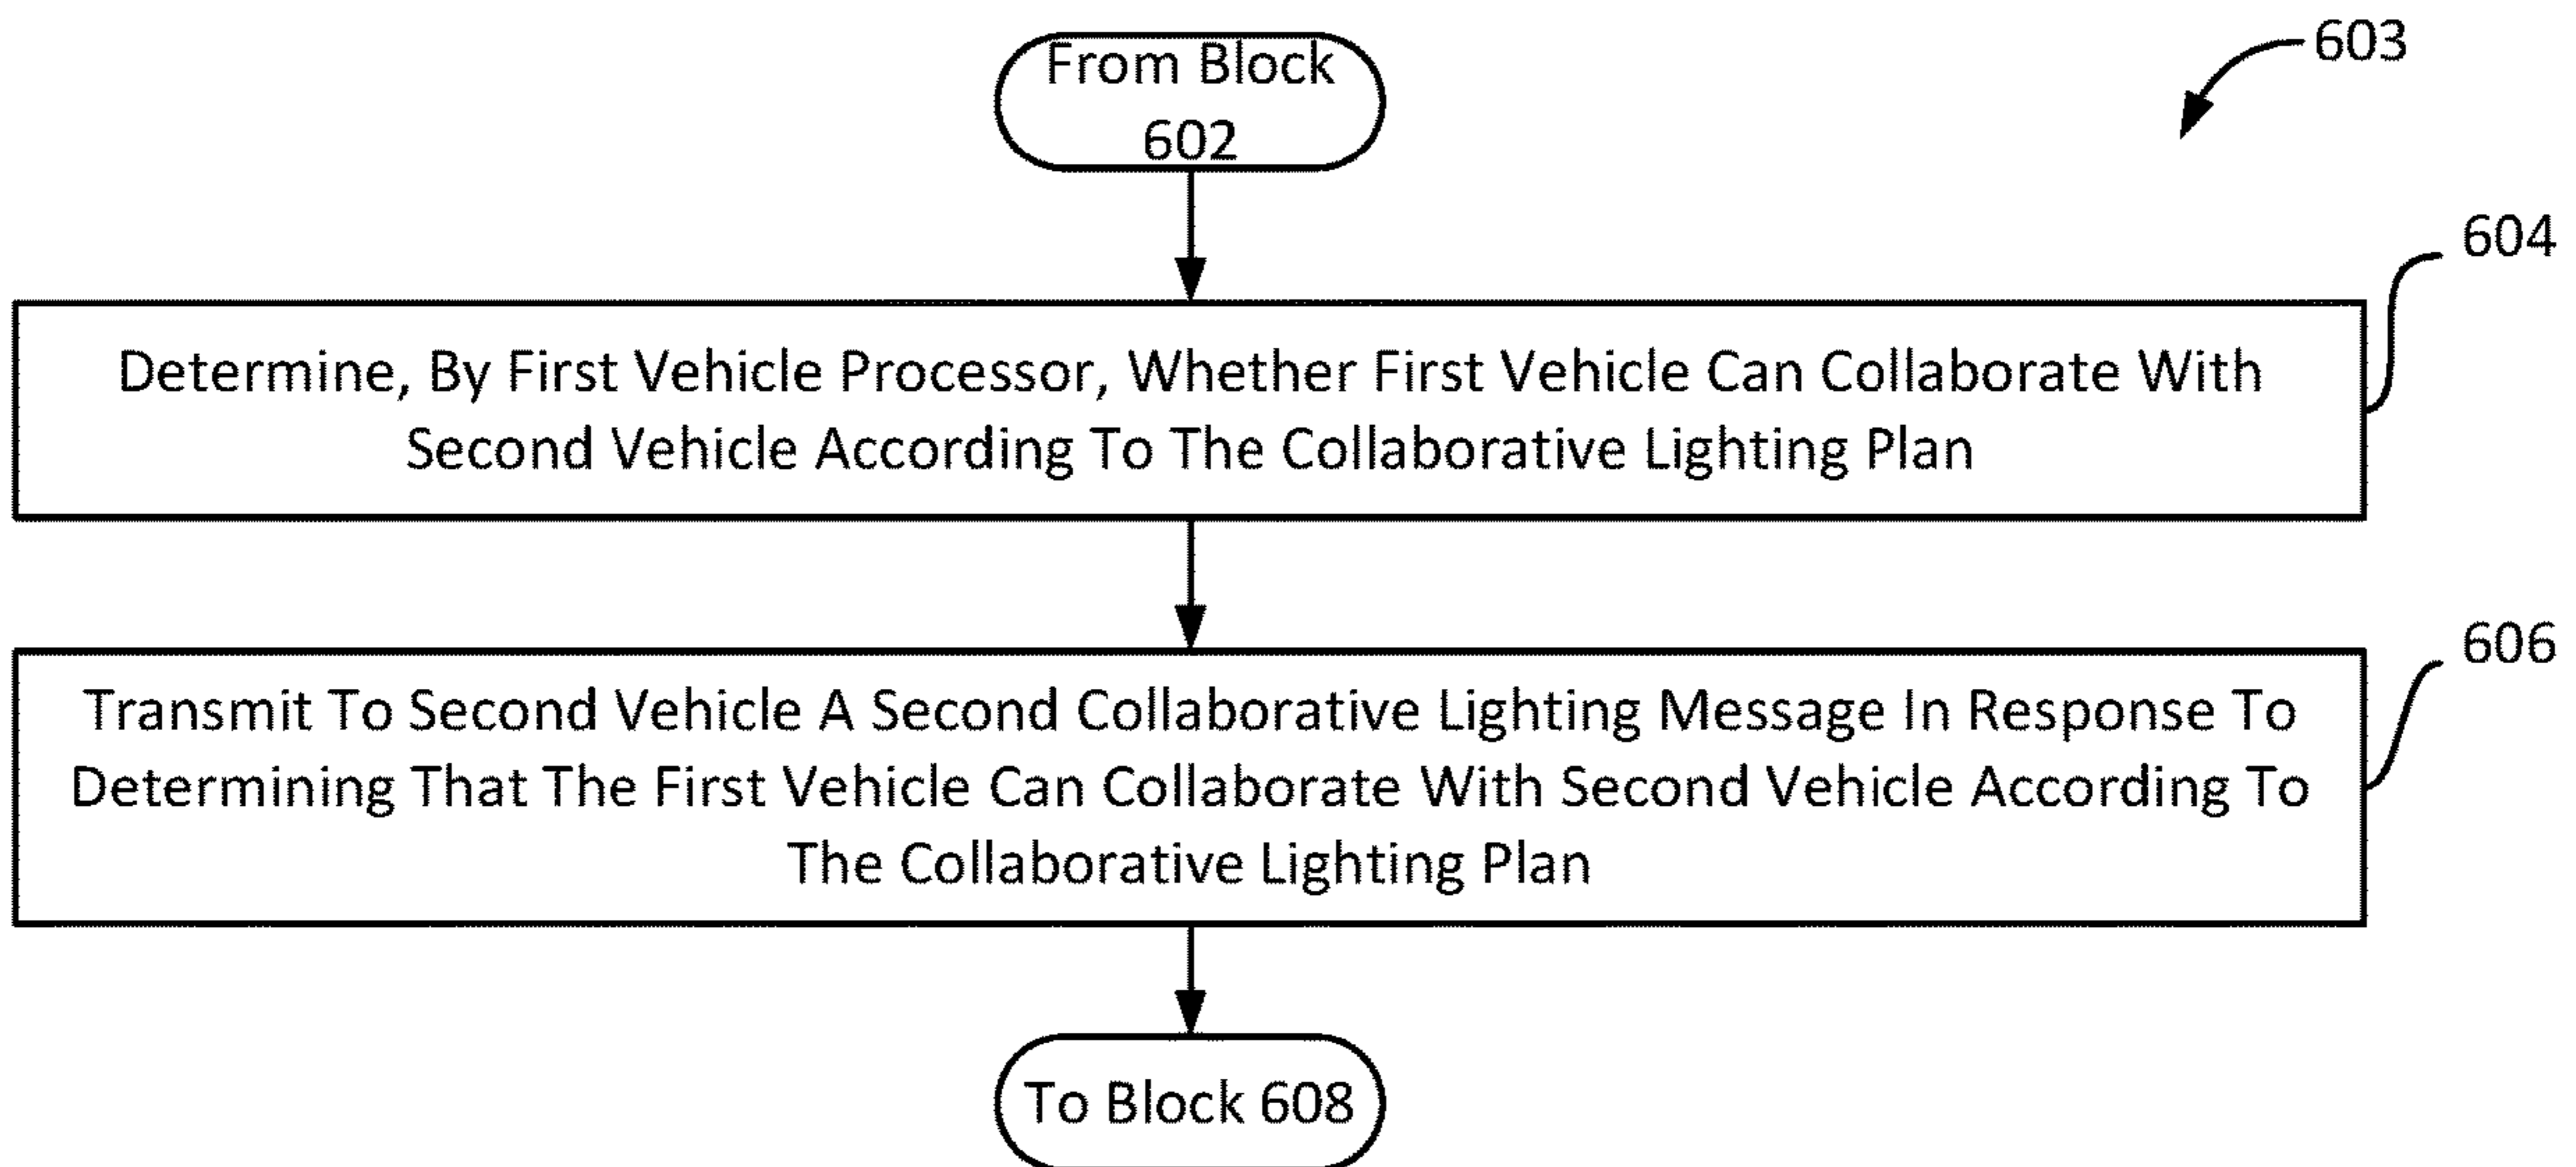 From Block
602
603
604
Determine, By First Vehicle Processor, Whether First Vehicle Can Collaborate With
Second Vehicle According To The Collaborative Lighting Plan
606
Transmit To Second Vehicle A Second Collaborative Lighting Message In Response To
Determining That The First Vehicle Can Collaborate With Second Vehicle According To
The Collaborative Lighting Plan
To Block 608